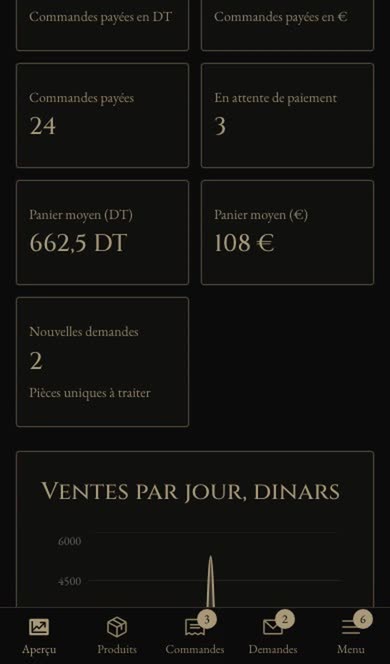 Commandes payées en DT
Commandes payées en €
Commandes payées
24
En attente de paiement
3
Panier moyen (DT)
662,5 DT
Panier moyen (€)
108 €
Nouvelles demandes
2
Pièces uniques à traiter
Ventes par jour, dinars
6000
4500
3
2
6
Aperçu
Produits
Commandes
Demandes
Menu